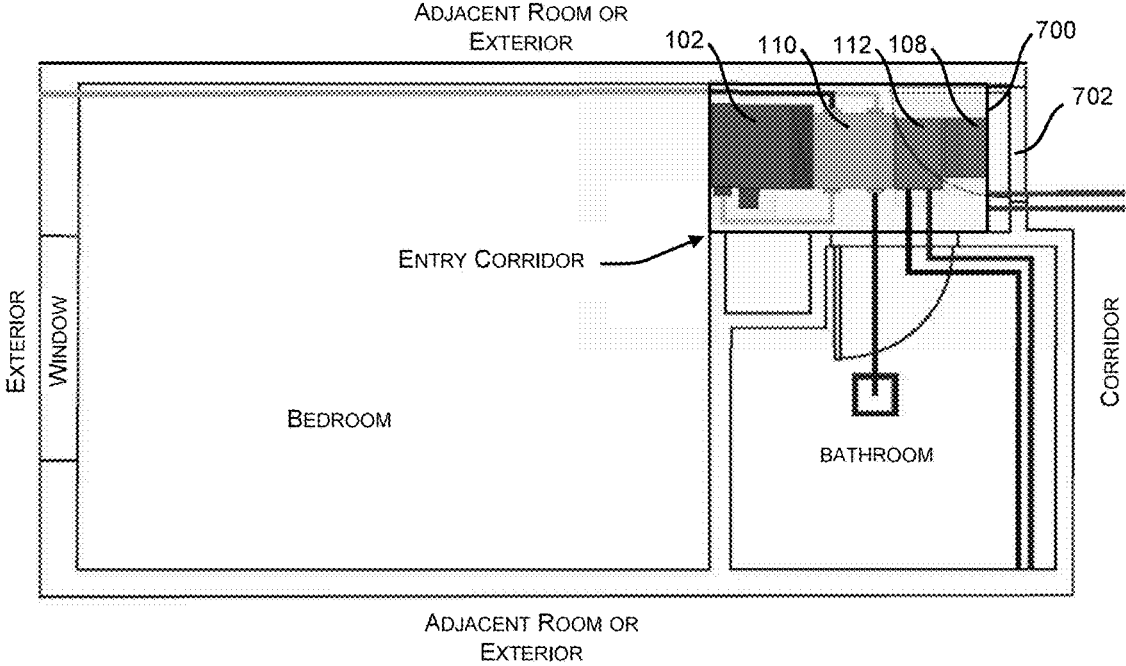 ADJACENT ROOM OR
EXTERIOR
102
110
112
108
700
702
ENTRY CORRIDOR
EXTERIOR
WINDOW
BEDROOM
BATHROOM
CORRIDOR
ADJACENT ROOM OR
EXTERIOR